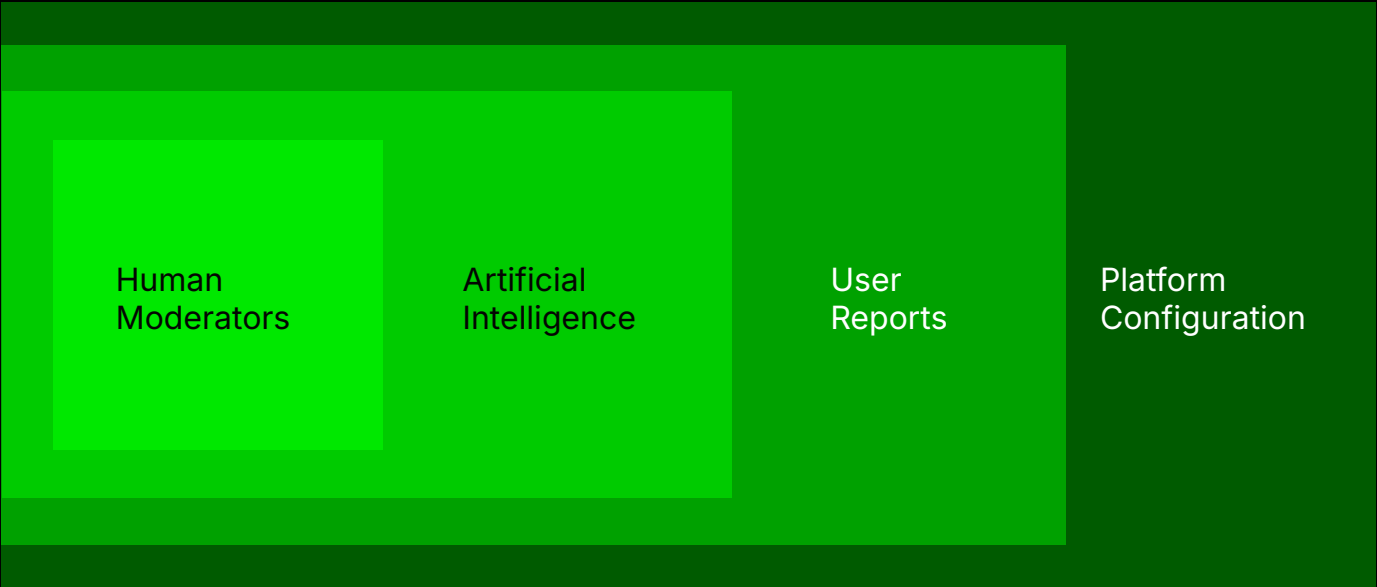 Human
Moderators
Artificial
Intelligence
User
Reports
Platform
Configuration